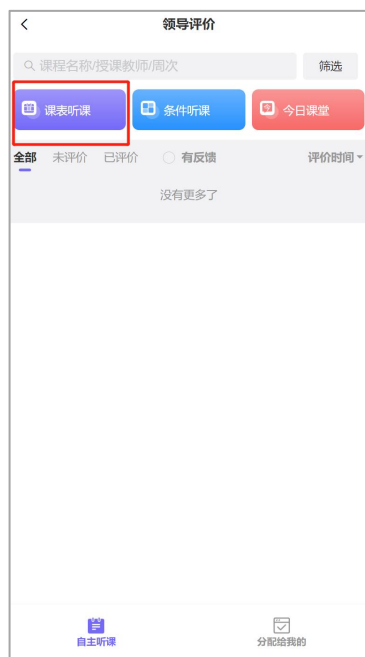 领导评价
课程名称/授课教师/周次 筛选
课表听课 条件听课 今日课堂
全部 未评价 已评价 有反馈 评价时间
没有更多了
自主听课 分配给我的